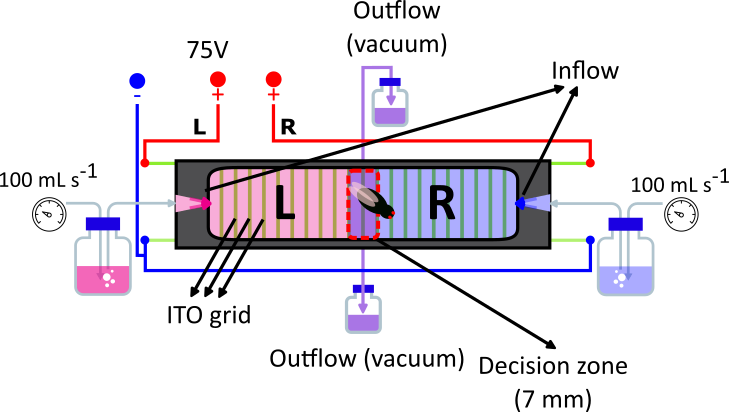 Outflow
(vacuum)
75V
Inflow
-
+
+
L
R
100 mL s-1
100 mL s-1
L
R
ITO grid
Outflow (vacuum)
Decision zone
(7 mm)